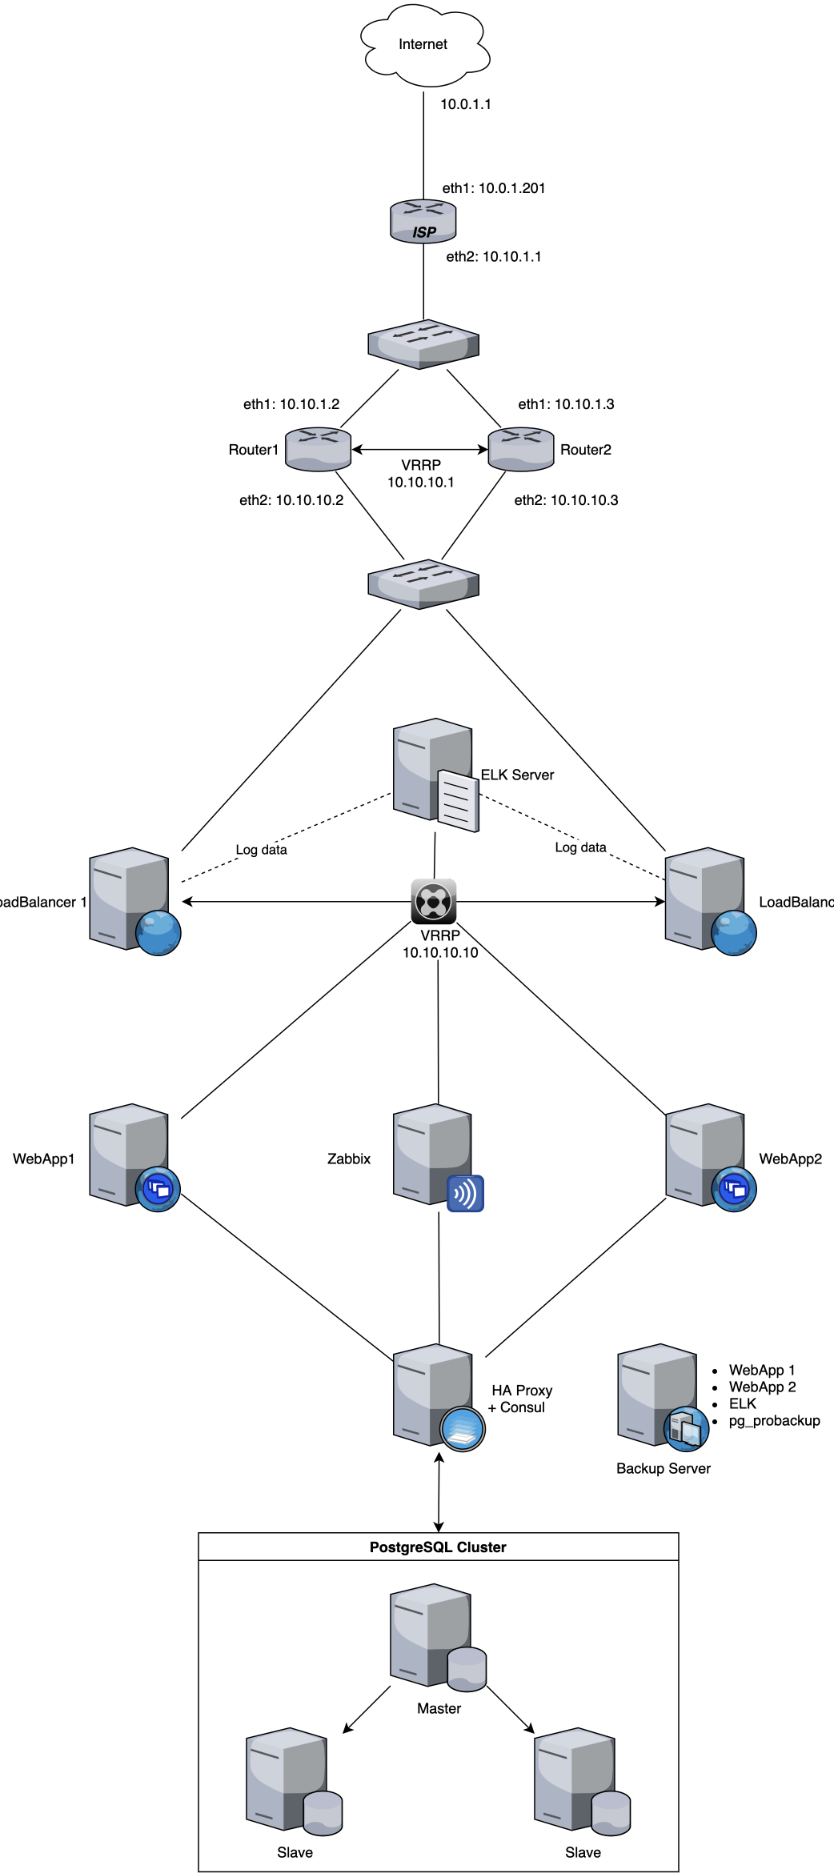 Internet
10.0.1.1
eth1: 10.0.1.201
ISP
eth2: 10.10.1.1
eth1: 10.10.1.2
eth1: 10.10.1.3
Router1
Router2
VRRP
10.10.10.1
eth2: 10.10.10.2
eth2: 10.10.10.3
ELK Server
Log data
Log data
oadBalancer 1
LoadBalanc
VRRP
10.10.10.10
WebApp1
Zabbix
WebApp2
HA Proxy
+ Consul
• WebApp 1
• WebApp 2
• ELK
• pg_probackup
Backup Server
PostgreSQL Cluster
Master
Slave
Slave